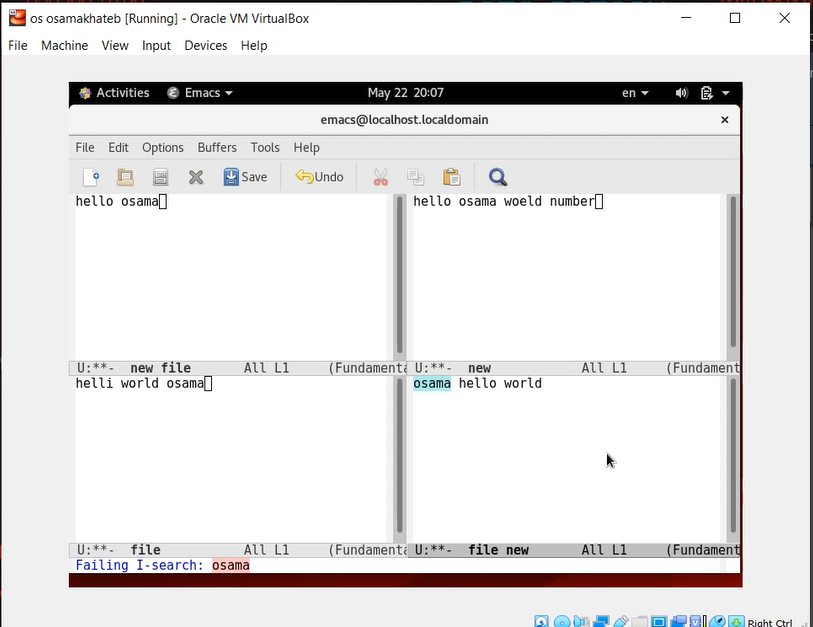 os osamakhateb [Running] - Oracle VM VirtualBox
File Machine View Input Devices Help
Activities Emacs May 22 20:07 en
emacs@localhost.localdomain
File Edit Options Buffers Tools Help
Save Undo
hello osama
hello osama woeld number
U:**- new file All L1 (Fundamenta
U:**- new All L1 (Fundament
helli world osama
osama hello world
U:**- file All L1 (Fundamenta
U:**- file new All L1 (Fundament
Failing I-search: osama
Right Ctrl